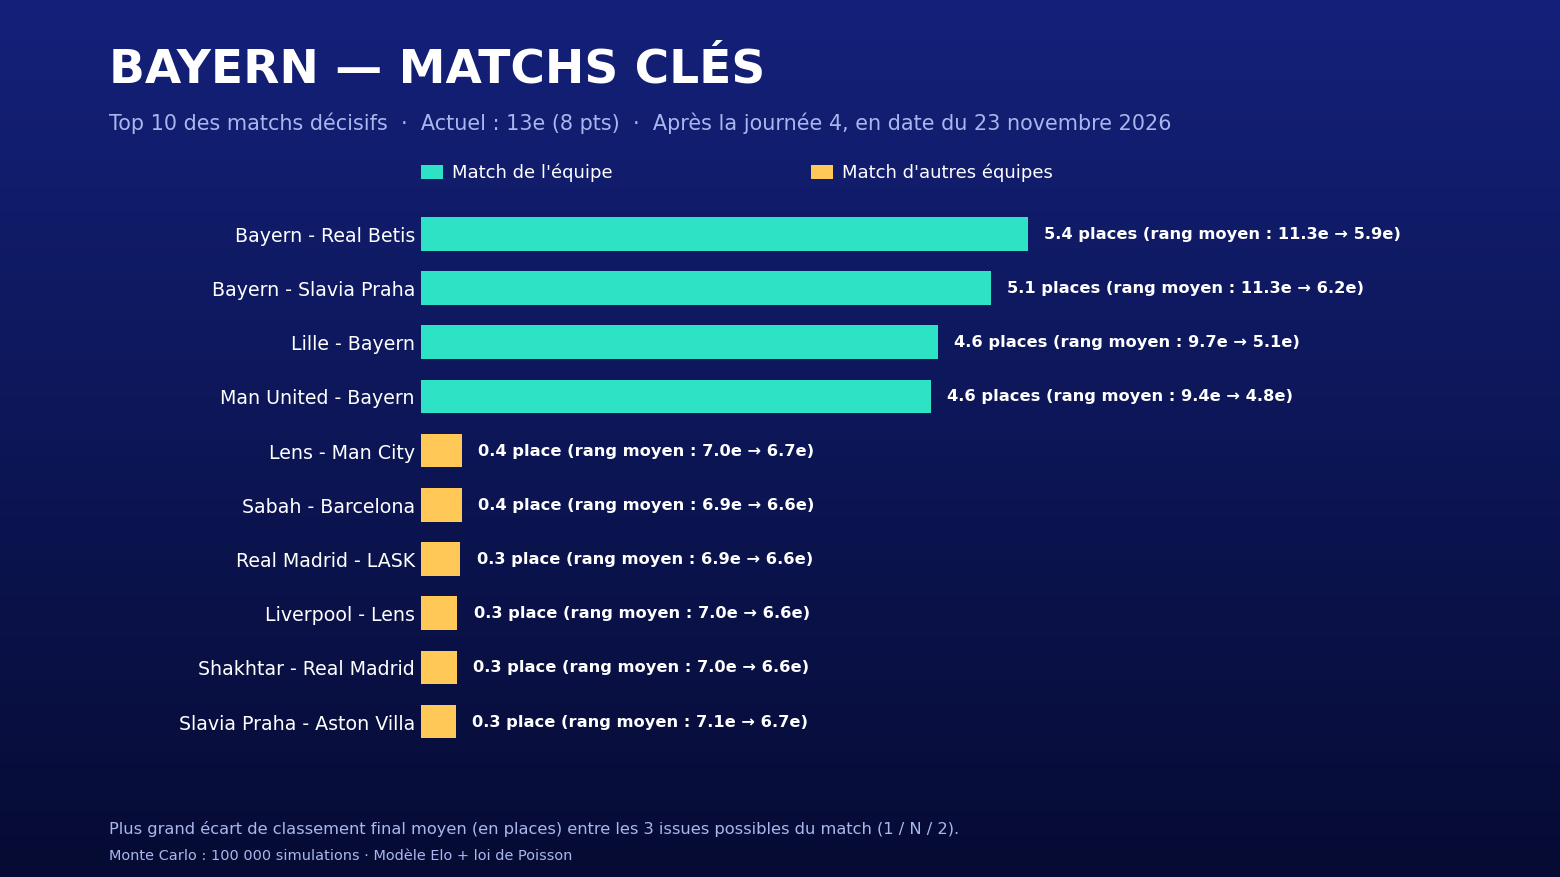 BAYERN — MATCHS CLÉS
Top 10 des matchs décisifs · Actuel : 13e (8 pts) · Après la journée 4, en date du 23 novembre 2026
Match de l'équipe
Match d'autres équipes
Bayern - Real Betis 5.4 places (rang moyen : 11.3e → 5.9e)
Bayern - Slavia Praha 5.1 places (rang moyen : 11.3e → 6.2e)
Lille - Bayern 4.6 places (rang moyen : 9.7e → 5.1e)
Man United - Bayern 4.6 places (rang moyen : 9.4e → 4.8e)
Lens - Man City 0.4 place (rang moyen : 7.0e → 6.7e)
Sabah - Barcelona 0.4 place (rang moyen : 6.9e → 6.6e)
Real Madrid - LASK 0.3 place (rang moyen : 6.9e → 6.6e)
Liverpool - Lens 0.3 place (rang moyen : 7.0e → 6.6e)
Shakhtar - Real Madrid 0.3 place (rang moyen : 7.0e → 6.6e)
Slavia Praha - Aston Villa 0.3 place (rang moyen : 7.1e → 6.7e)
Plus grand écart de classement final moyen (en places) entre les 3 issues possibles du match (1 / N / 2).
Monte Carlo : 100 000 simulations · Modèle Elo + loi de Poisson